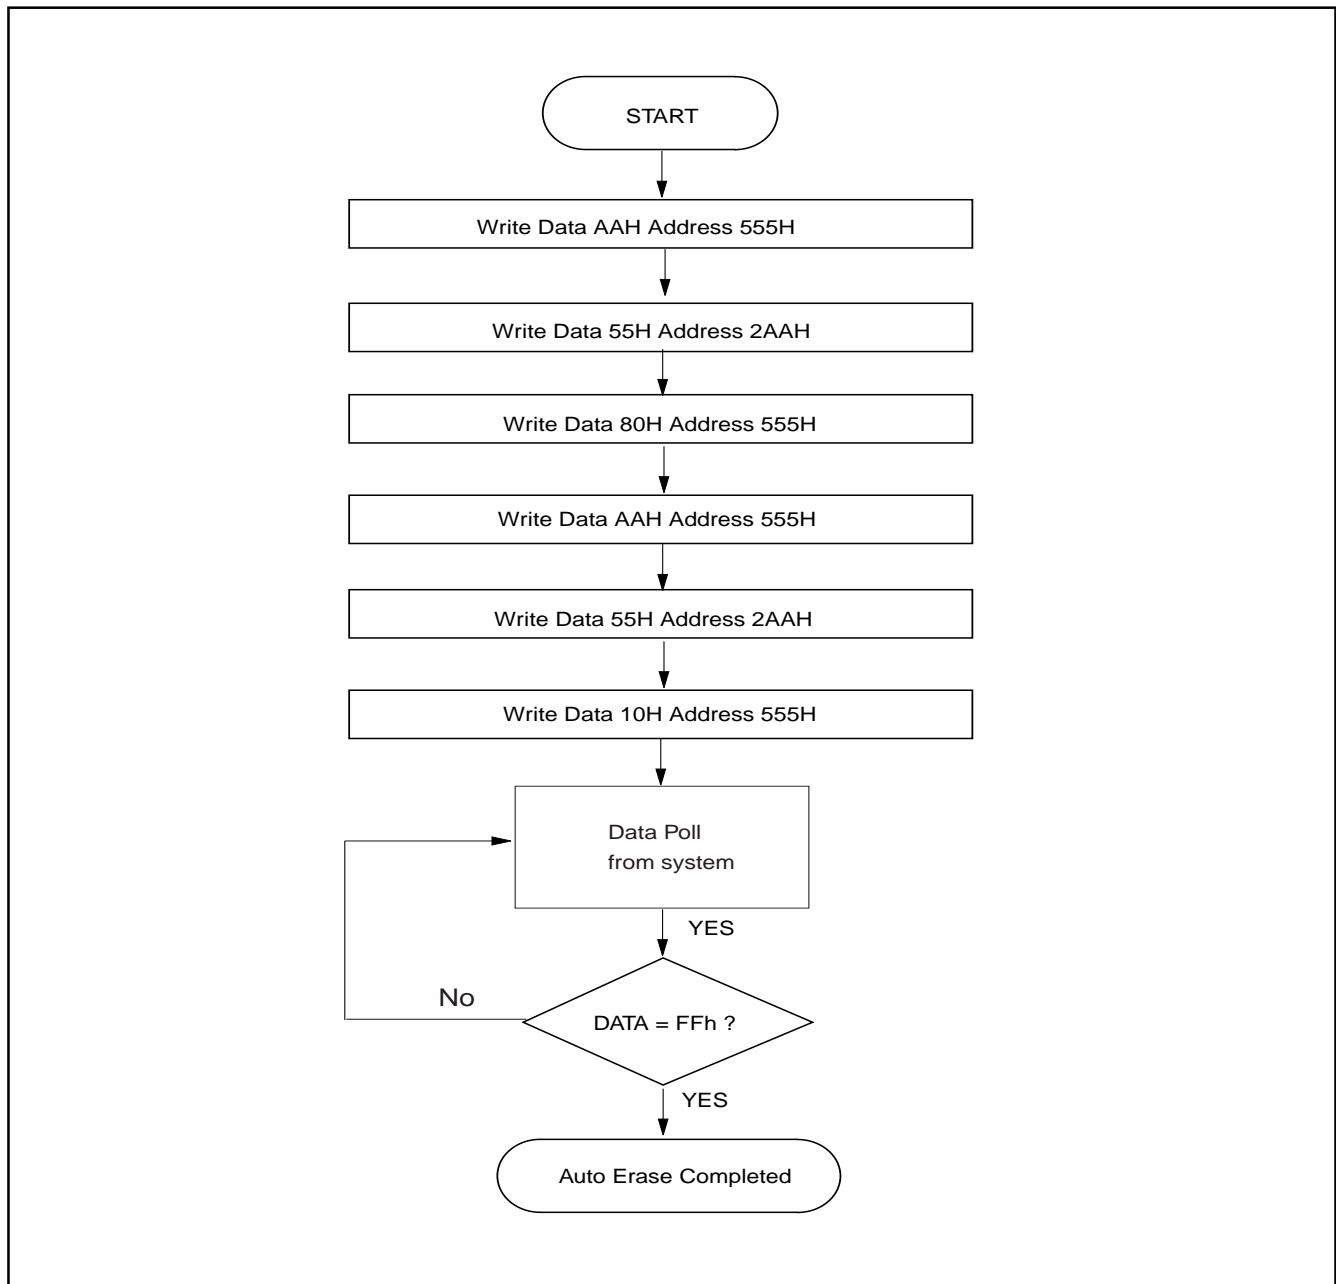 START
Write Data AAH Address 555H
Write Data 55H Address 2AAH
Write Data 80H Address 555H
Write Data AAH Address 555H
Write Data 55H Address 2AAH
Write Data 10H Address 555H
Data Poll
from system
YES
No
DATA = FFh ?
YES
Auto Erase Completed